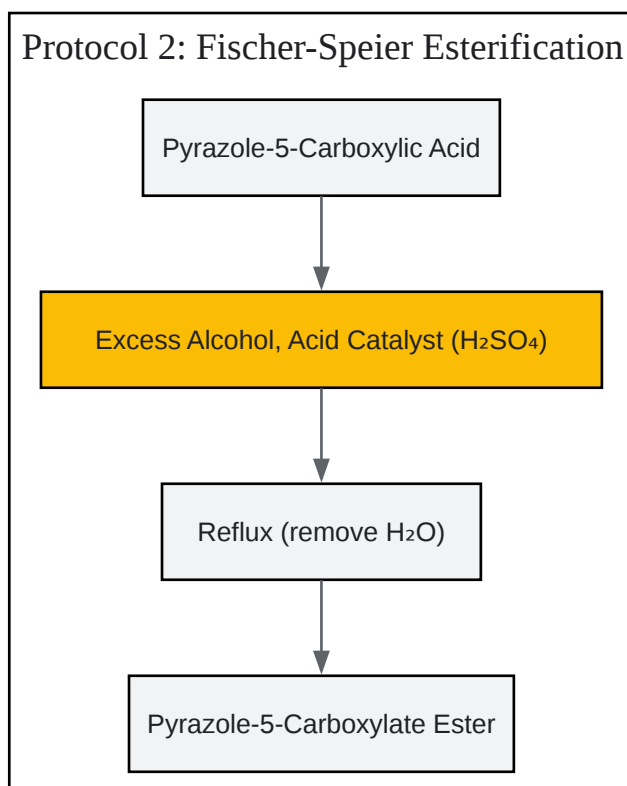 Protocol 2: Fischer-Speier Esterification
Pyrazole-5-Carboxylic Acid
Excess Alcohol, Acid Catalyst (H₂SO₄)
Reflux (remove H₂O)
Pyrazole-5-Carboxylate Ester